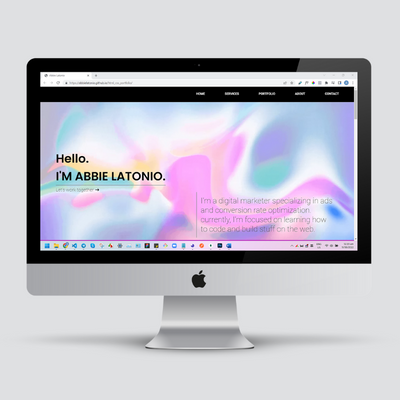 HOME SERVICES PORTFOLIO ABOUT CONTACT
Hello.
I'M ABBIE LATONIO.
Let's work together
I'm a digital marketer specializing in ads
and conversion rate optimization.
currently, I'm focused on learning how
to code and build stuff on the web.